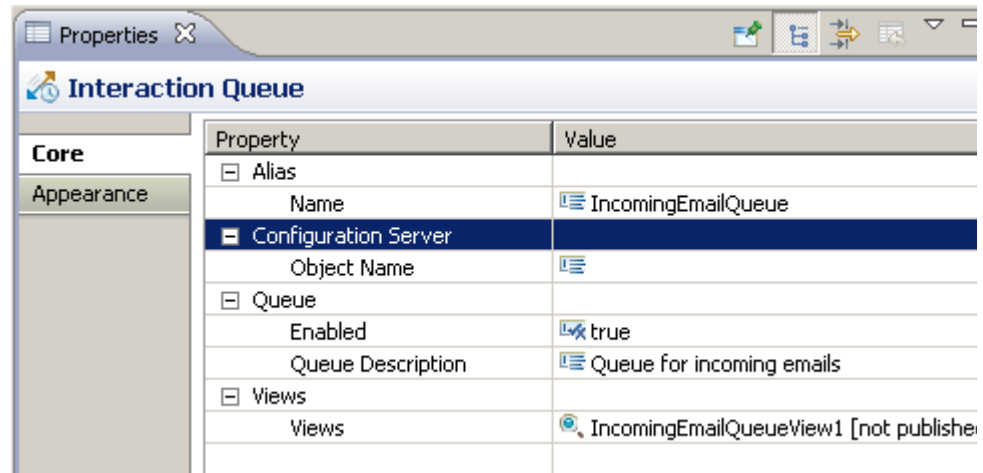 Properties
Interaction Queue
Core
Appearance
Property Value
Alias
Name IncomingEmailQueue
Configuration Server
Object Name
Queue
Enabled true
Queue Description Queue for incoming emails
Views
Views IncomingEmailQueueView1 [not publishe